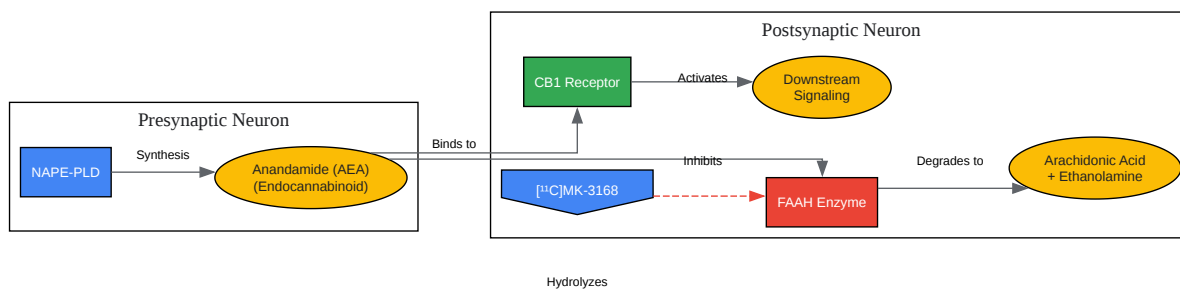 Presynaptic Neuron
NAPE-PLD
Synthesis
Anandamide (AEA)
(Endocannabinoid)
Binds to
Postsynaptic Neuron
CB1 Receptor
Activates
Downstream
Signaling
Inhibits
[¹¹C]MK-3168
FAAH Enzyme
Degrades to
Arachidonic Acid
+ Ethanolamine
Hydrolyzes